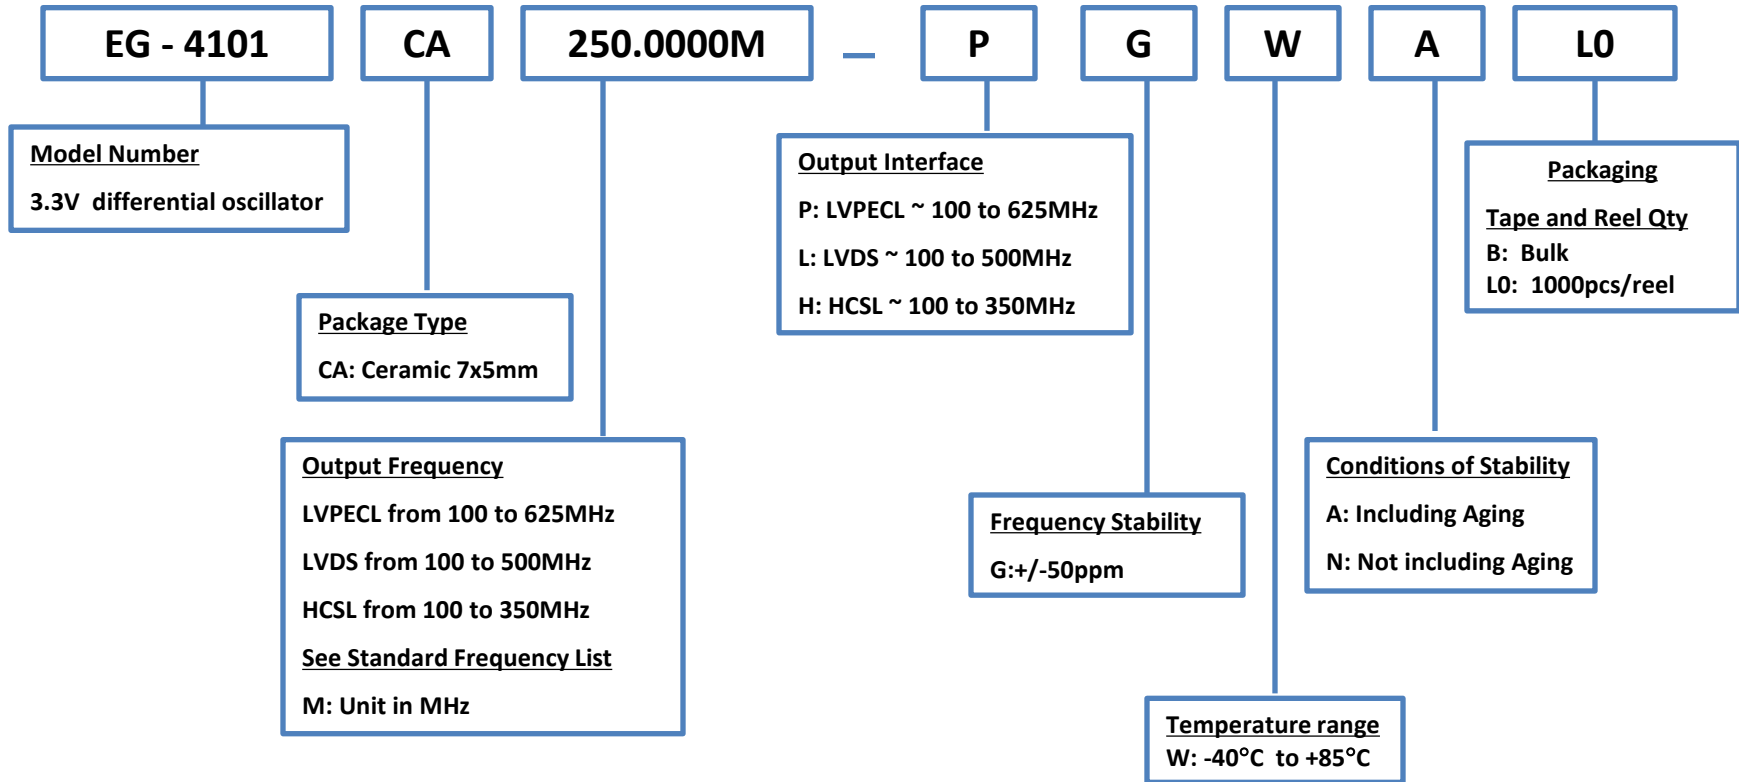 EG - 4101 CA 250.0000M – P G W A L0
Model Number
3.3V differential oscillator
Package Type
CA: Ceramic 7x5mm
Output Frequency
LVPECL from 100 to 625MHz
LVDS from 100 to 500MHz
HCSL from 100 to 350MHz
See Standard Frequency List
M: Unit in MHz
Output Interface
P: LVPECL ~ 100 to 625MHz
L: LVDS ~ 100 to 500MHz
H: HCSL ~ 100 to 350MHz
Frequency Stability
G:+/-50ppm
Temperature range
W: -40°C to +85°C
Conditions of Stability
A: Including Aging
N: Not including Aging
Packaging
Tape and Reel Qty
B: Bulk
L0: 1000pcs/reel